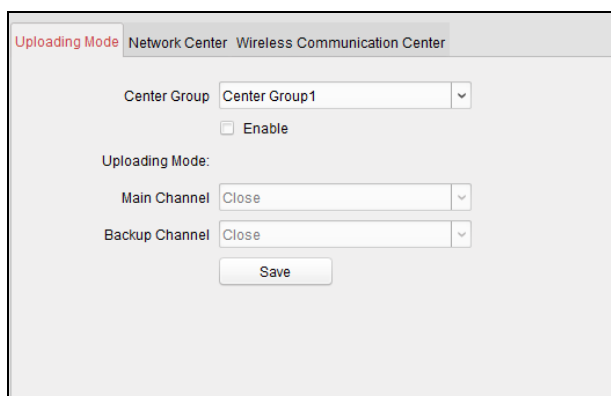 Uploading Mode Network Center Wireless Communication Center
Center Group Center Group1
Enable
Uploading Mode:
Main Channel Close
Backup Channel Close
Save